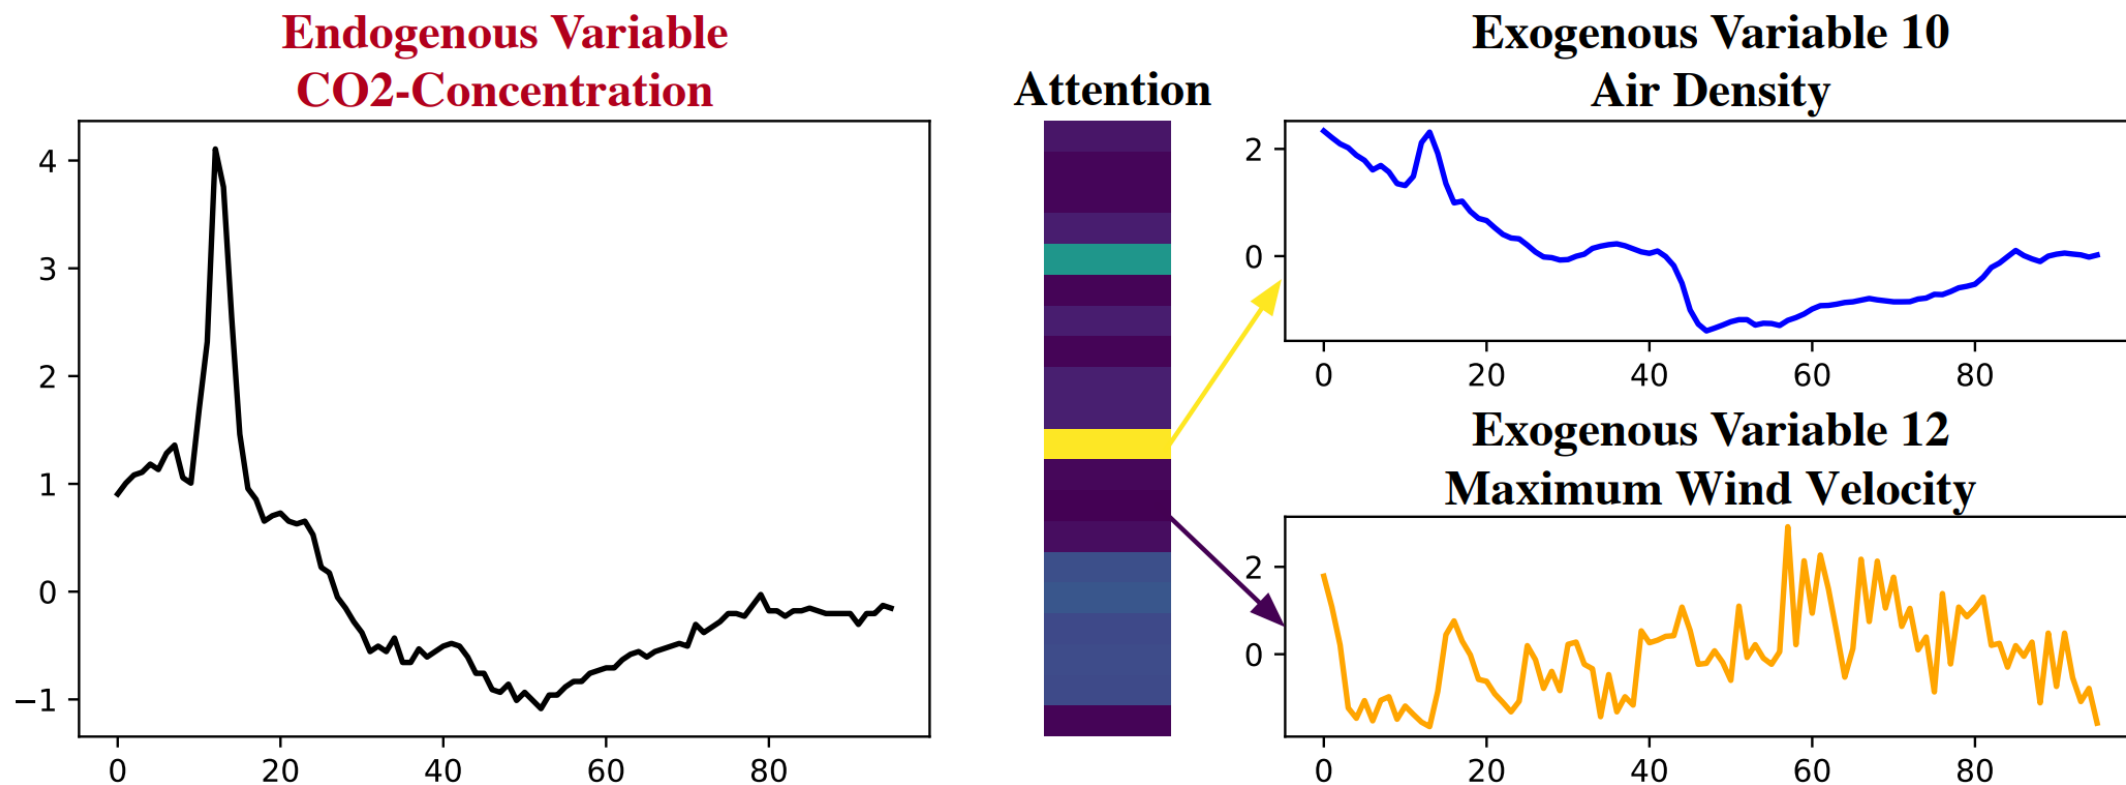 Endogenous Variable
CO2-Concentration
4
3
2
1
0
−1
0 20 40 60 80
Attention
Exogenous Variable 10
Air Density
2
0
0 20 40 60 80
Exogenous Variable 12
Maximum Wind Velocity
2
0
0 20 40 60 80